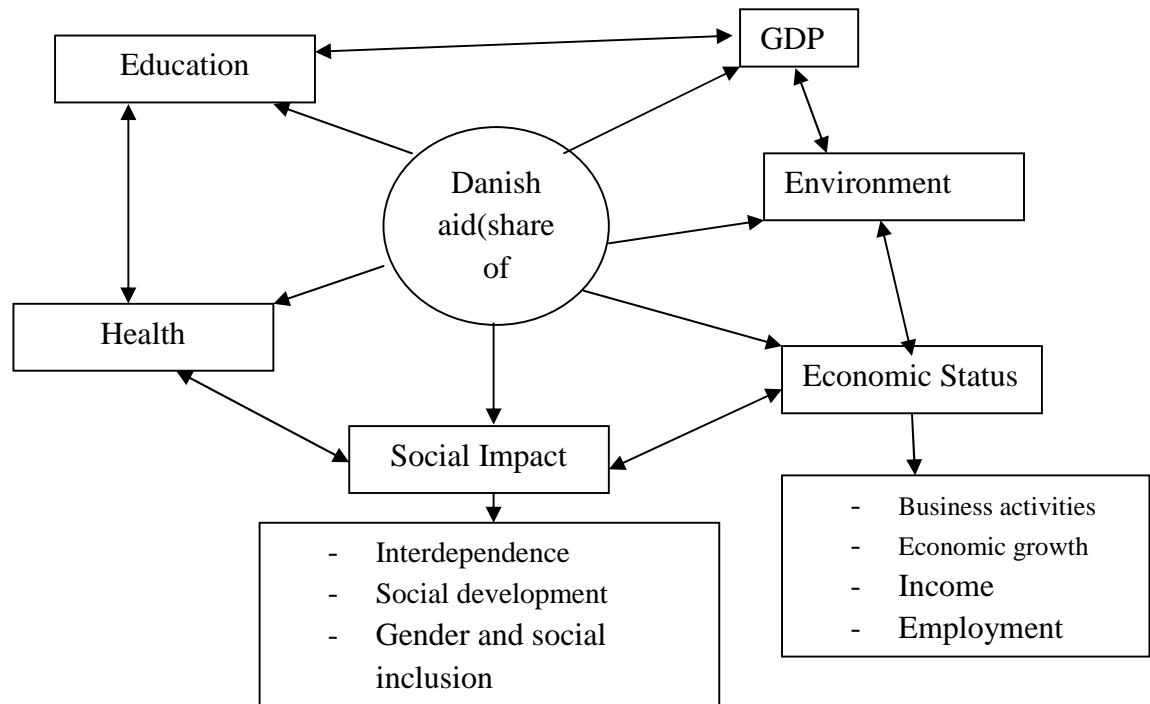 GDP
Education
Danish
aid(share
of
Environment
Health
Economic Status
Social Impact
- Business activities
- Economic growth
- Income
- Employment
- Interdependence
- Social development
- Gender and social
inclusion